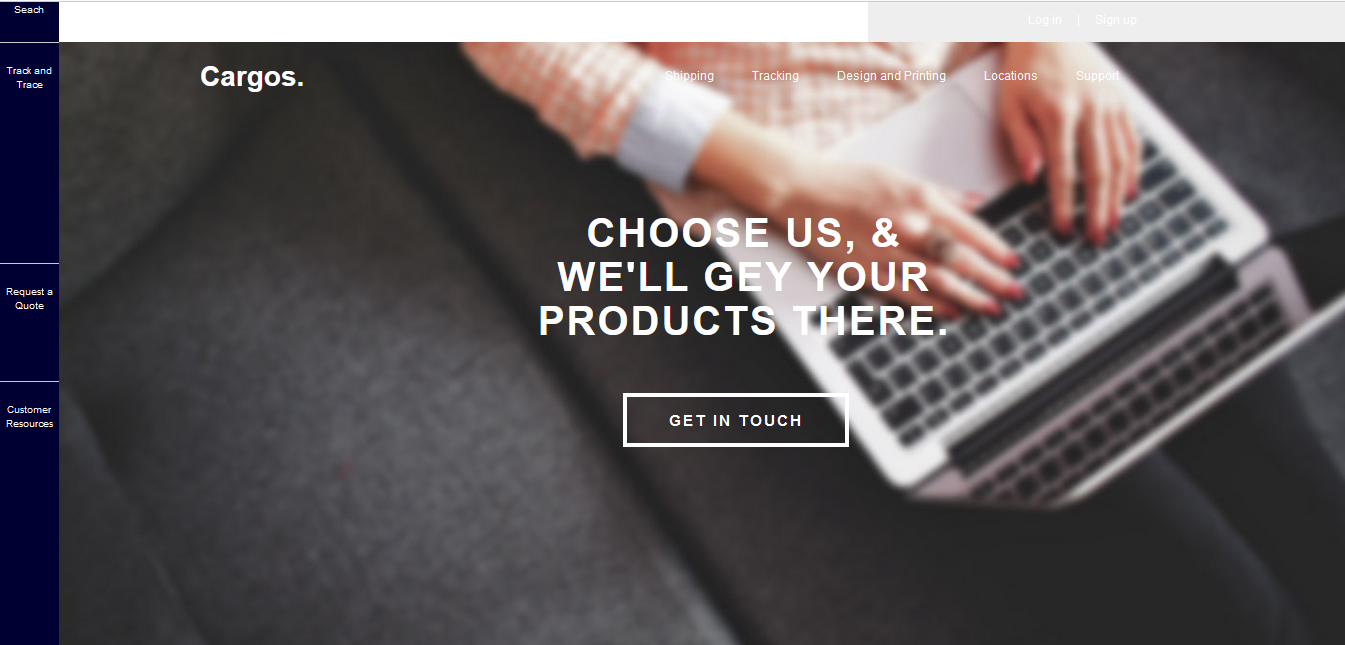 Seach
Log in | Sign up
Track and
Trace
Cargos.
Shipping Tracking Design and Printing Locations Support
CHOOSE US, &
WE'LL GEY YOUR
PRODUCTS THERE.
Request a
Quote
GET IN TOUCH
Customer
Resources